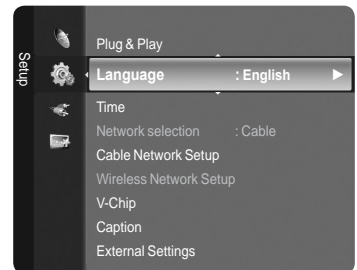 Setup
Plug & Play
Language : English
Time
Network selection : Cable
Cable Network Setup
Wireless Network Setup
V-Chip
Caption
External Settings